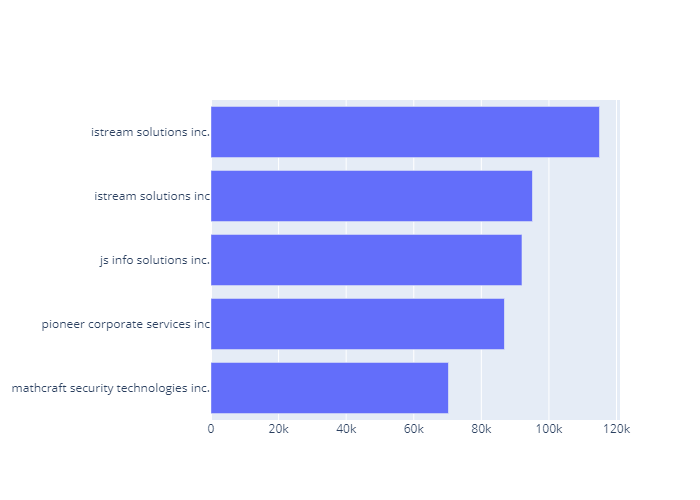 istream solutions inc.
istream solutions inc
js info solutions inc.
pioneer corporate services inc
mathcraft security technologies inc.
0 20k 40k 60k 80k 100k 120k